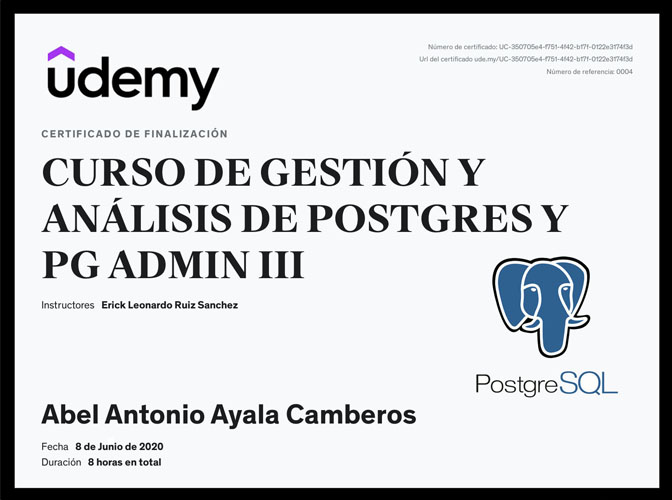 Número de certificado: UC-350705e4-f751-4f42-b17f-0122e3174f3d
Url del certificado ude.my/UC-350705e4-f751-4f42-b17f-0122e3174f3d
Número de referencia: 0004
udemy
CERTIFICADO DE FINALIZACIÓN
CURSO DE GESTIÓN Y
ANÁLISIS DE POSTGRES Y
PG ADMIN III
Instructores Erick Leonardo Ruiz Sanchez
PostgreSQL
Abel Antonio Ayala Camberos
Fecha 8 de Junio de 2020
Duración 8 horas en total